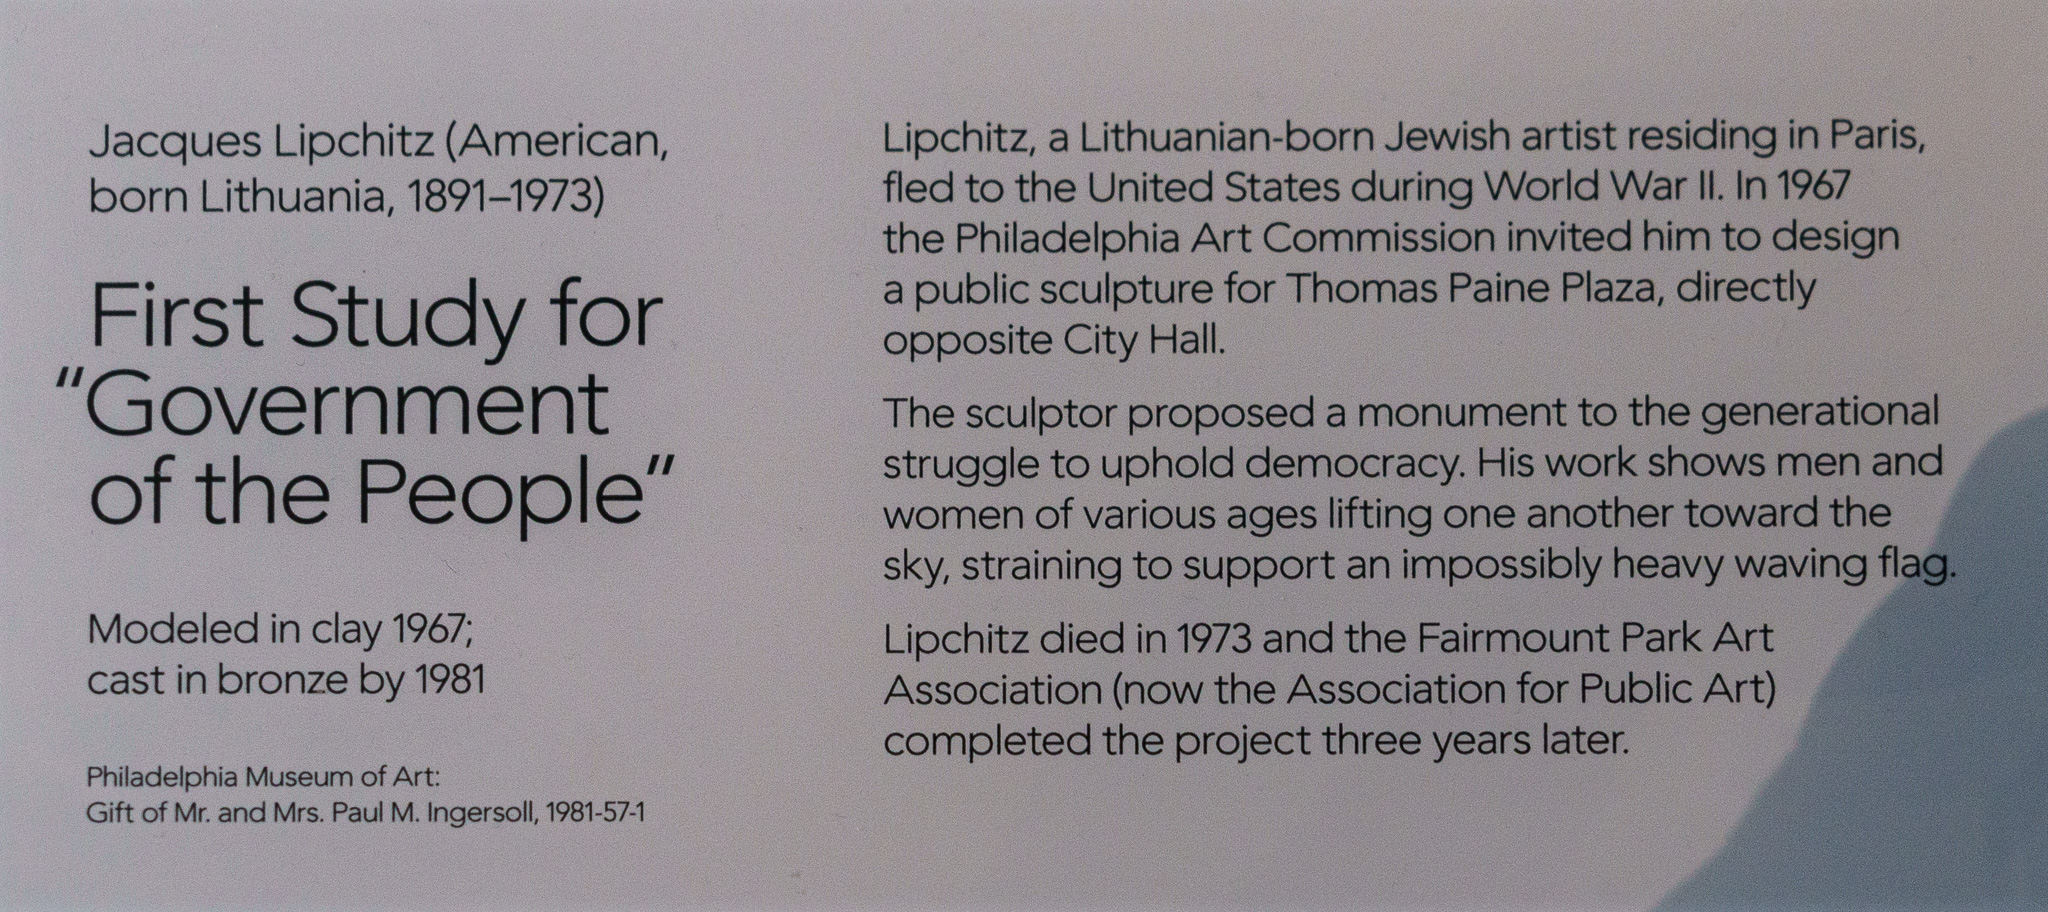 Jacques Lipchitz (American,
born Lithuania, 1891–1973)
First Study for
“Government
of the People”
Modeled in clay 1967;
cast in bronze by 1981
Philadelphia Museum of Art:
Gift of Mr. and Mrs. Paul M. Ingersoll, 1981-57-1
Lipchitz, a Lithuanian-born Jewish artist residing in Paris,
fled to the United States during World War II. In 1967
the Philadelphia Art Commission invited him to design
a public sculpture for Thomas Paine Plaza, directly
opposite City Hall.
The sculptor proposed a monument to the generational
struggle to uphold democracy. His work shows men and
women of various ages lifting one another toward the
sky, straining to support an impossibly heavy waving flag.
Lipchitz died in 1973 and the Fairmount Park Art
Association (now the Association for Public Art)
completed the project three years later.